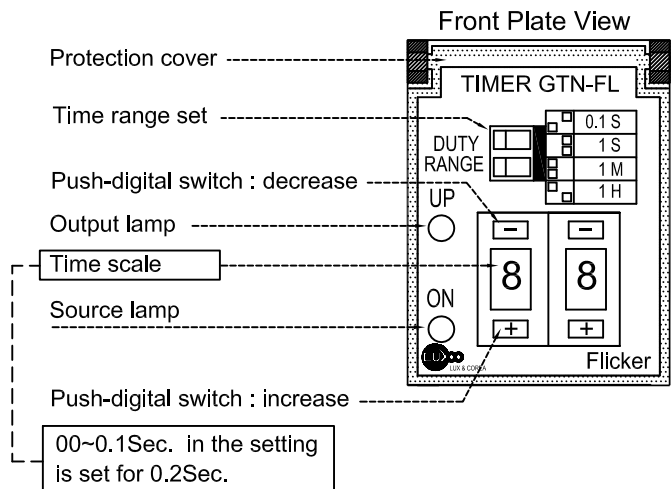 Front Plate View
Protection cover
TIMER GTN-FL
Time range set
DUTY RANGE
0.1 S
1 S
1 M
1 H
Push-digital switch : decrease
UP
Output lamp
− −
Time scale
8 8
ON
Source lamp
+ +
LUX & COREA
Flicker
Push-digital switch : increase
00~0.1Sec. in the setting
is set for 0.2Sec.